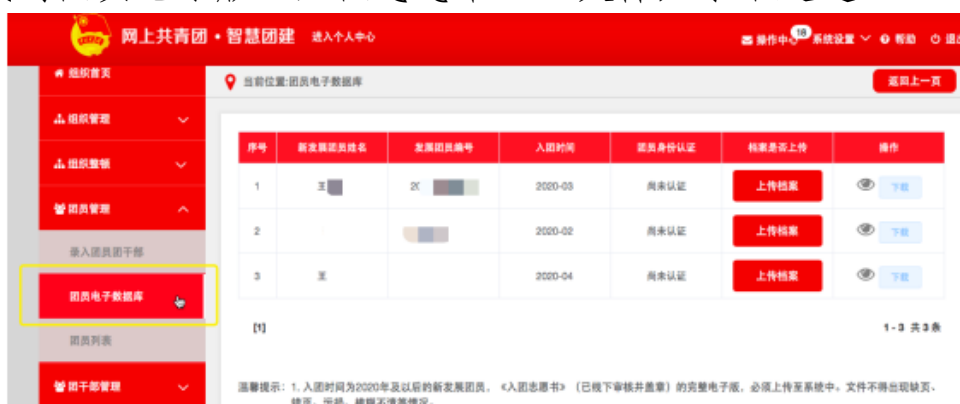 网上共青团·智慧团建 进入个人中心
操作中心 18 系统设置 帮助
组织首页
当前位置:团员电子数据库 返回上一页
组织管理
序号 新发展团员姓名 发展团员编号 入团时间 团员身份认证 档案是否上传 操作
组织整顿
1 王 20 2020-03 尚未认证 上传档案 下载
团员管理
2 2020-02 尚未认证 上传档案 下载
录入团员团干部
3 王 2020-04 尚未认证 上传档案 下载
团员电子数据库
[1] 1-3 共3条
团员列表
团干部管理
温馨提示: 1. 入团时间为2020年及以后的新发展团员,《入团志愿书》(已线下审核并盖章)的完整电子版,必须上传至系统中。文件不得出现缺页、